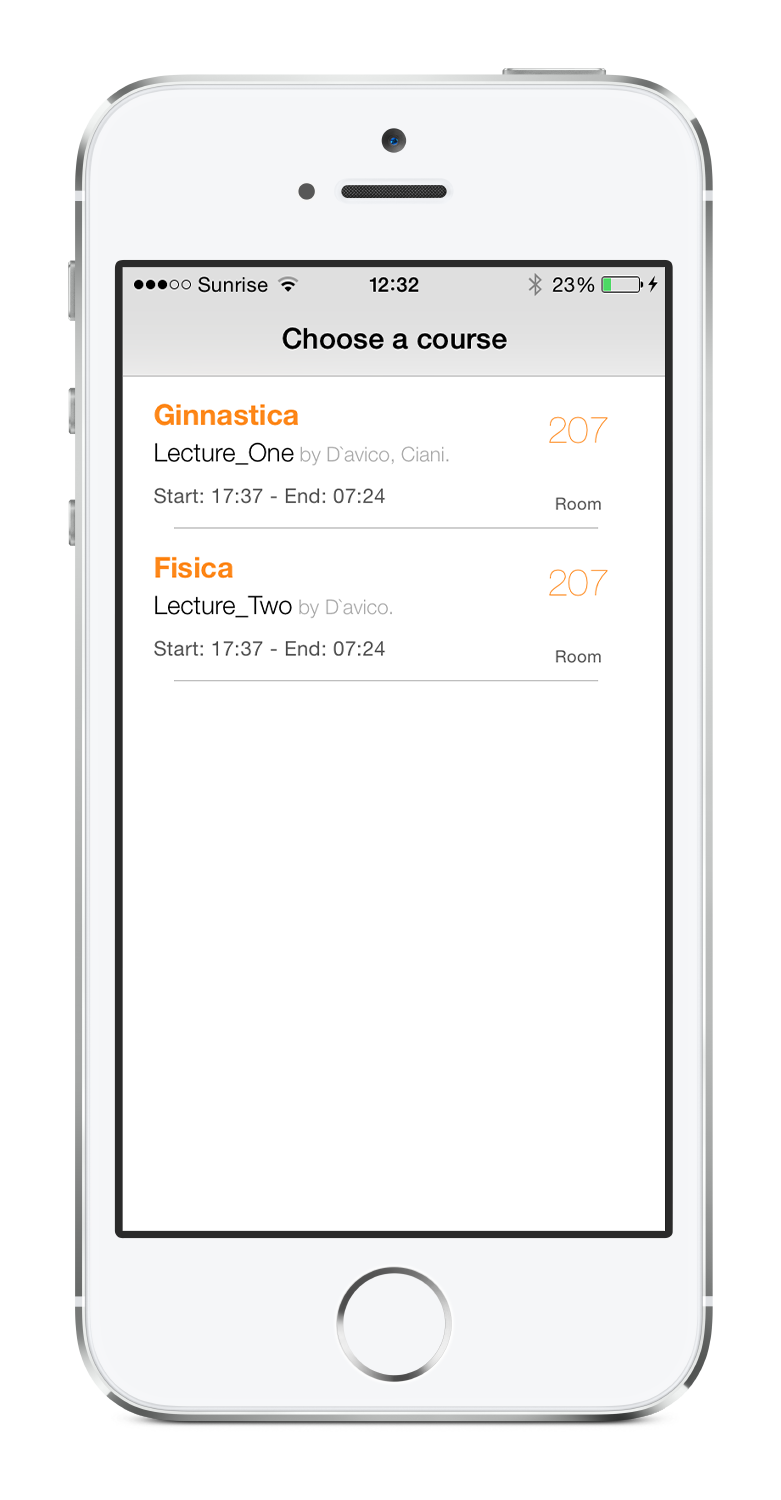 Sunrise 12:32 23%
Choose a course
Ginnastica
207
Lecture_One by D`avico, Ciani.
Start: 17:37 - End: 07:24
Room
Fisica
207
Lecture_Two by D`avico.
Start: 17:37 - End: 07:24
Room